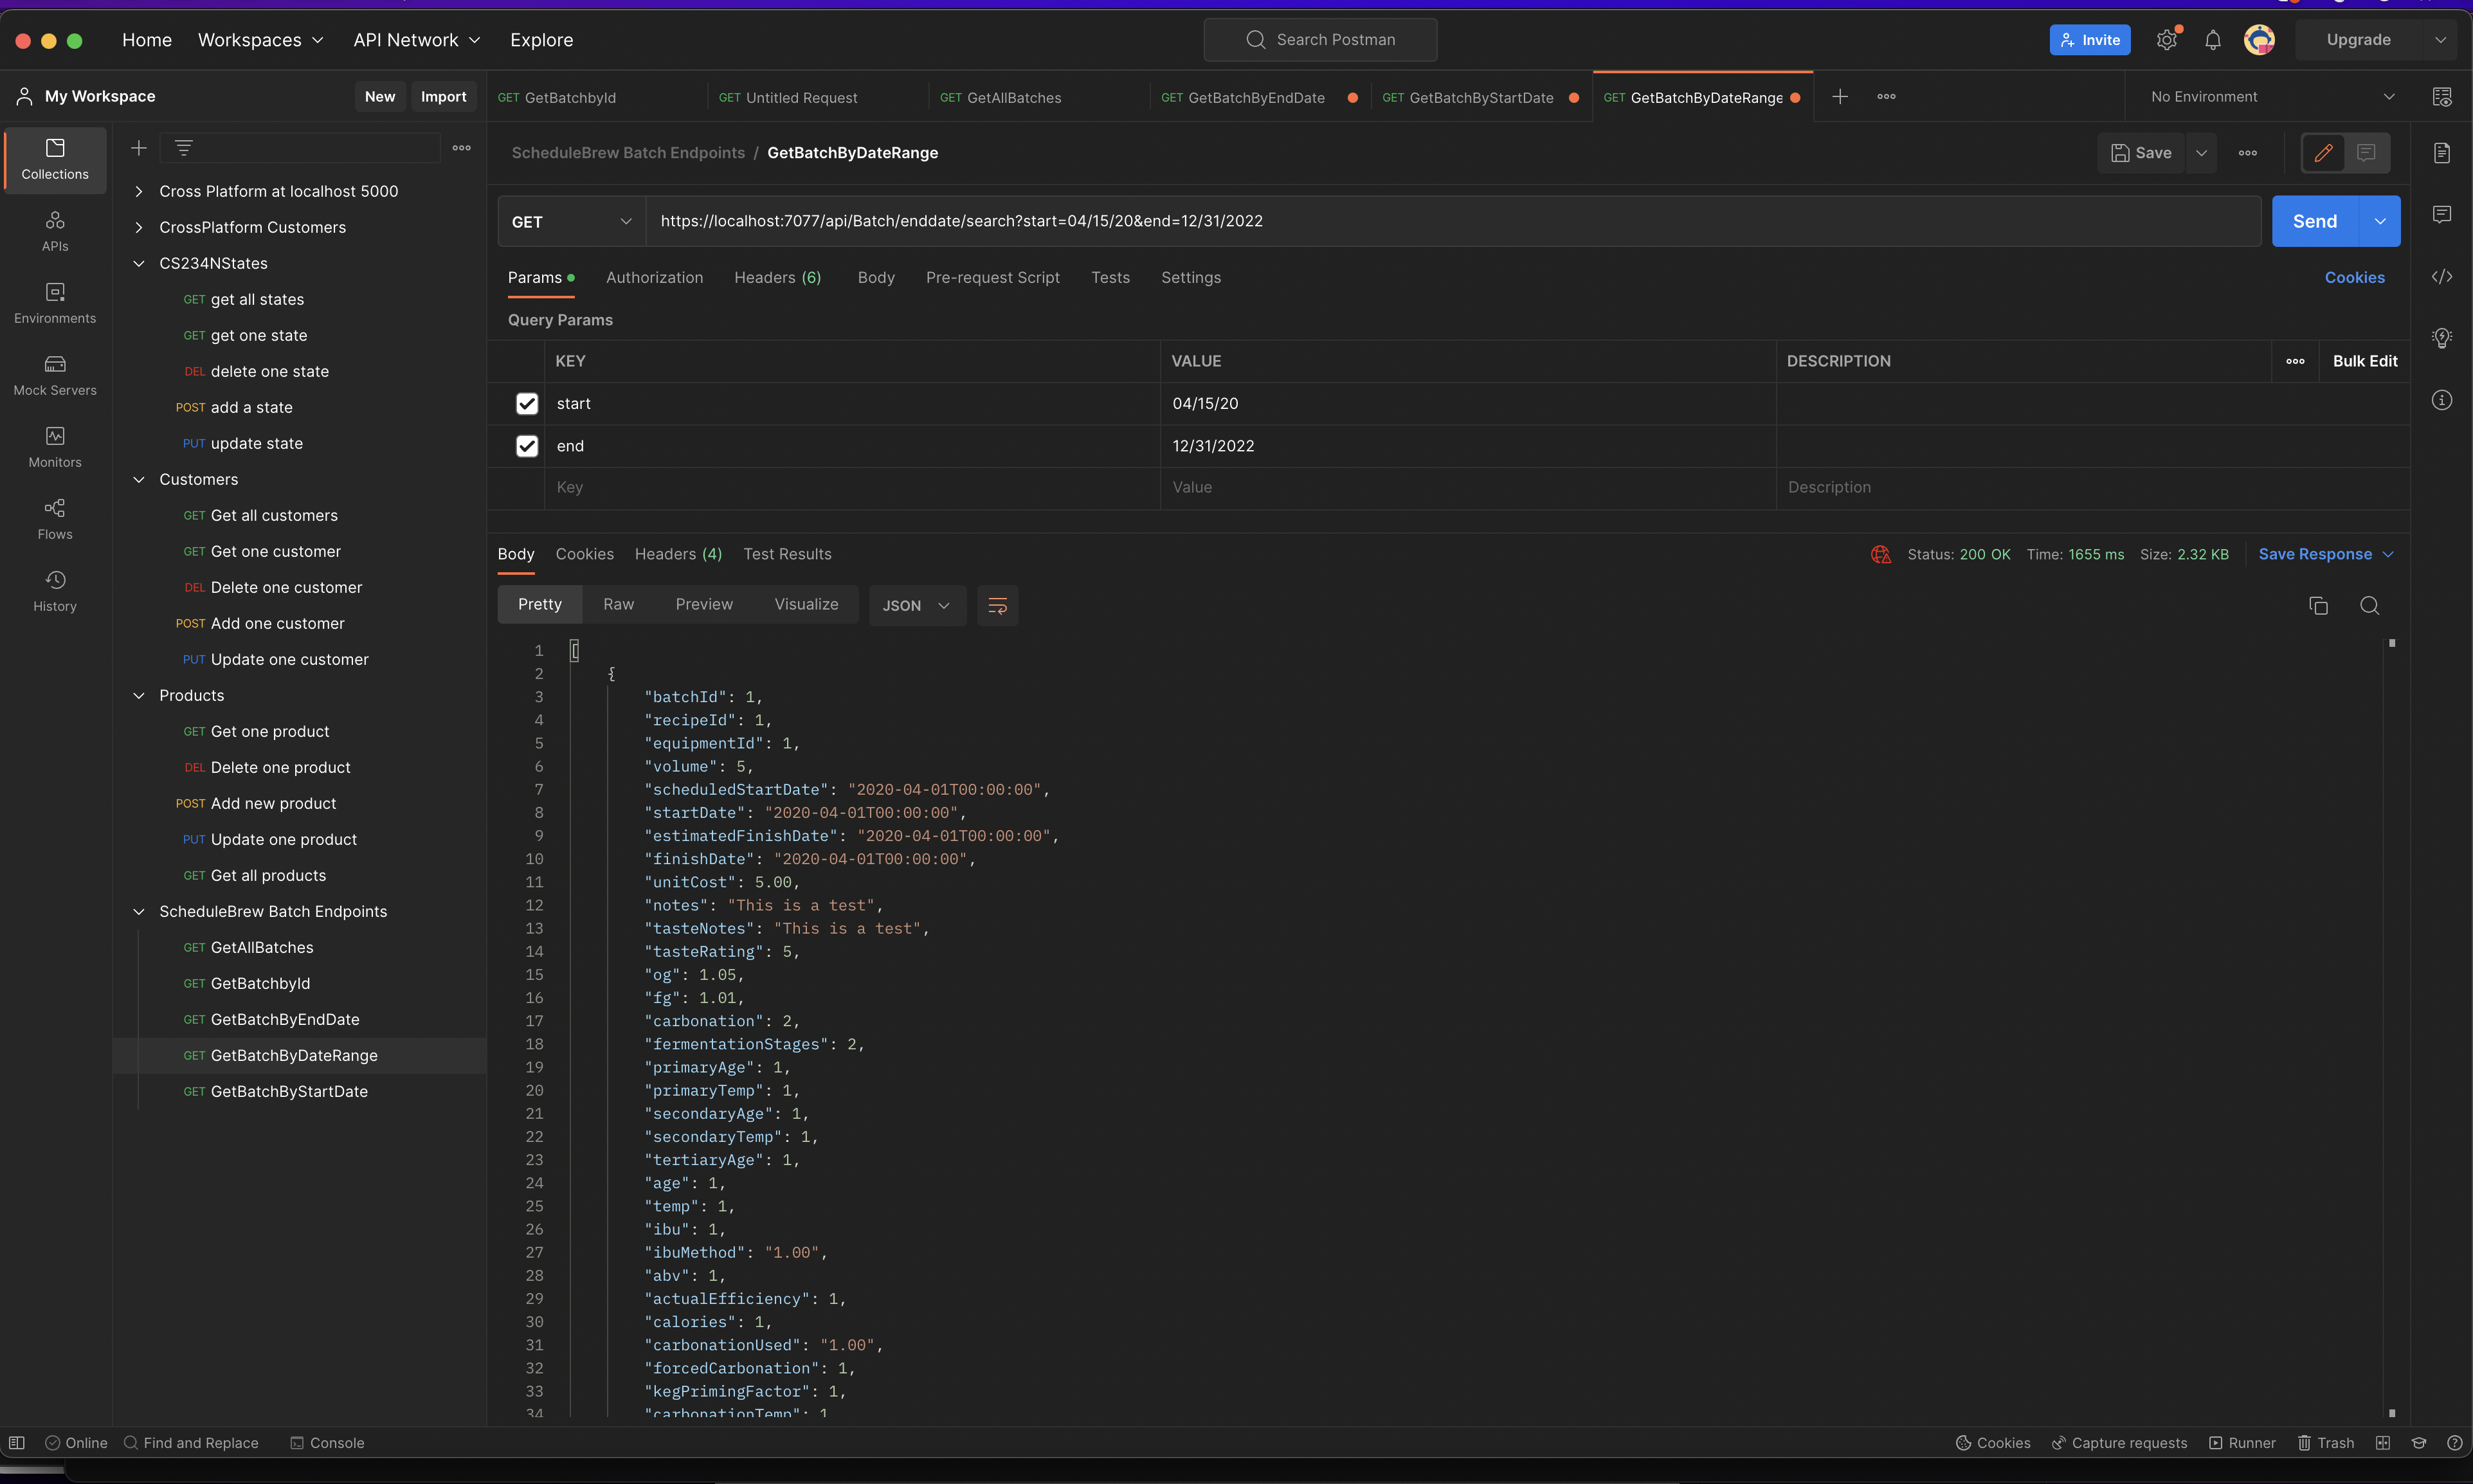 Home Workspaces API Network Explore Search Postman Invite Upgrade
My Workspace New Import
GET GetBatchbyId GET Untitled Request GET GetAllBatches GET GetBatchByEndDate GET GetBatchByStartDate GET GetBatchByDateRange No Environment
Collections
APIs
Environments
Mock Servers
Monitors
Flows
History
Cross Platform at localhost 5000
CrossPlatform Customers
CS234NStates
GET get all states
GET get one state
DEL delete one state
POST add a state
PUT update state
Customers
GET Get all customers
GET Get one customer
DEL Delete one customer
POST Add one customer
PUT Update one customer
Products
GET Get one product
DEL Delete one product
POST Add new product
PUT Update one product
GET Get all products
ScheduleBrew Batch Endpoints
GET GetAllBatches
GET GetBatchbyId
GET GetBatchByEndDate
GET GetBatchByDateRange
GET GetBatchByStartDate
ScheduleBrew Batch Endpoints / GetBatchByDateRange Save
GET https://localhost:7077/api/Batch/enddate/search?start=04/15/20&end=12/31/2022 Send
Params Authorization Headers (6) Body Pre-request Script Tests Settings Cookies
Query Params
KEY VALUE DESCRIPTION Bulk Edit
start 04/15/20
end 12/31/2022
Key Value Description
Body Cookies Headers (4) Test Results Status: 200 OK Time: 1655 ms Size: 2.32 KB Save Response
Pretty Raw Preview Visualize JSON
1 [
2 {
3 "batchId": 1,
4 "recipeId": 1,
5 "equipmentId": 1,
6 "volume": 5,
7 "scheduledStartDate": "2020-04-01T00:00:00",
8 "startDate": "2020-04-01T00:00:00",
9 "estimatedFinishDate": "2020-04-01T00:00:00",
10 "finishDate": "2020-04-01T00:00:00",
11 "unitCost": 5.00,
12 "notes": "This is a test",
13 "tasteNotes": "This is a test",
14 "tasteRating": 5,
15 "og": 1.05,
16 "fg": 1.01,
17 "carbonation": 2,
18 "fermentationStages": 2,
19 "primaryAge": 1,
20 "primaryTemp": 1,
21 "secondaryAge": 1,
22 "secondaryTemp": 1,
23 "tertiaryAge": 1,
24 "age": 1,
25 "temp": 1,
26 "ibu": 1,
27 "ibuMethod": "1.00",
28 "abv": 1,
29 "actualEfficiency": 1,
30 "calories": 1,
31 "carbonationUsed": "1.00",
32 "forcedCarbonation": 1,
33 "kegPrimingFactor": 1,
34 "carbonationTemp": 1
Online Find and Replace Console Cookies Capture requests Runner Trash